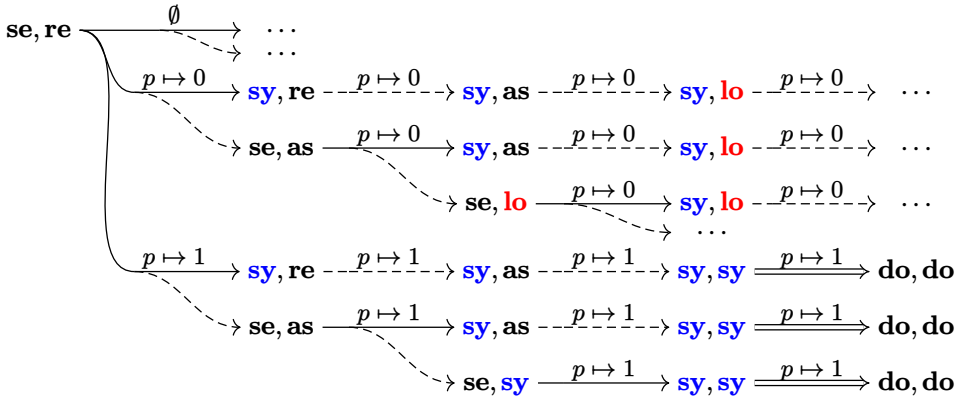 ∅
se, re ⋯
⋯
p ↦ 0 p ↦ 0 p ↦ 0 p ↦ 0
sy, re sy, as sy, lo ⋯
p ↦ 0 p ↦ 0 p ↦ 0
se, as sy, as sy, lo ⋯
p ↦ 0 p ↦ 0
se, lo sy, lo ⋯
⋯
p ↦ 1 p ↦ 1 p ↦ 1 p ↦ 1
sy, re sy, as sy, sy do, do
p ↦ 1 p ↦ 1 p ↦ 1
se, as sy, as sy, sy do, do
p ↦ 1 p ↦ 1
se, sy sy, sy do, do